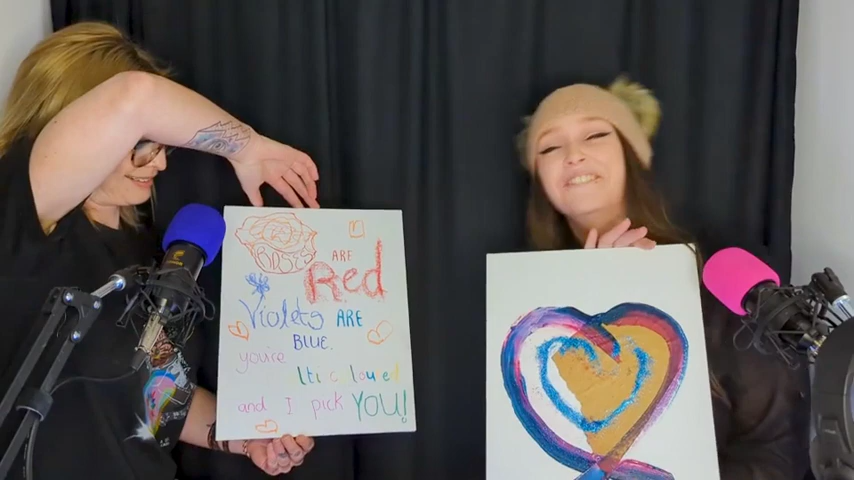 ROSES
ARE
Red
Violets ARE
BLUE.
you're
and I pick YOU!